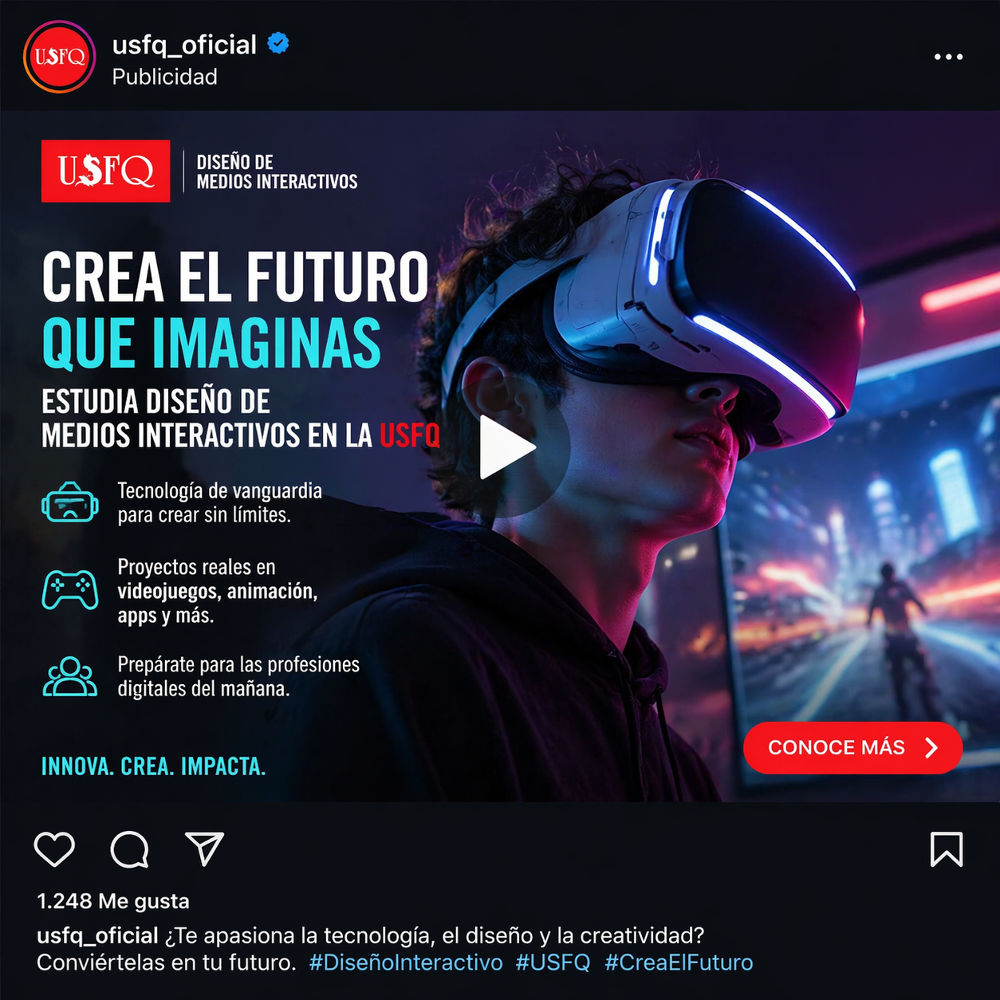 USFQ
usfq_oficial
Publicidad
USFQ
DISEÑO DE
MEDIOS INTERACTIVOS
CREA EL FUTURO
QUE IMAGINAS
ESTUDIA DISEÑO DE
MEDIOS INTERACTIVOS EN LA USFQ
Tecnología de vanguardia
para crear sin límites.
Proyectos reales en
videojuegos, animación,
apps y más.
Prepárate para las profesiones
digitales del mañana.
INNOVA. CREA. IMPACTA.
CONOCE MÁS
1.248 Me gusta
usfq_oficial ¿Te apasiona la tecnología, el diseño y la creatividad?
Conviértelas en tu futuro. #DiseñoInteractivo #USFQ #CreaElFuturo